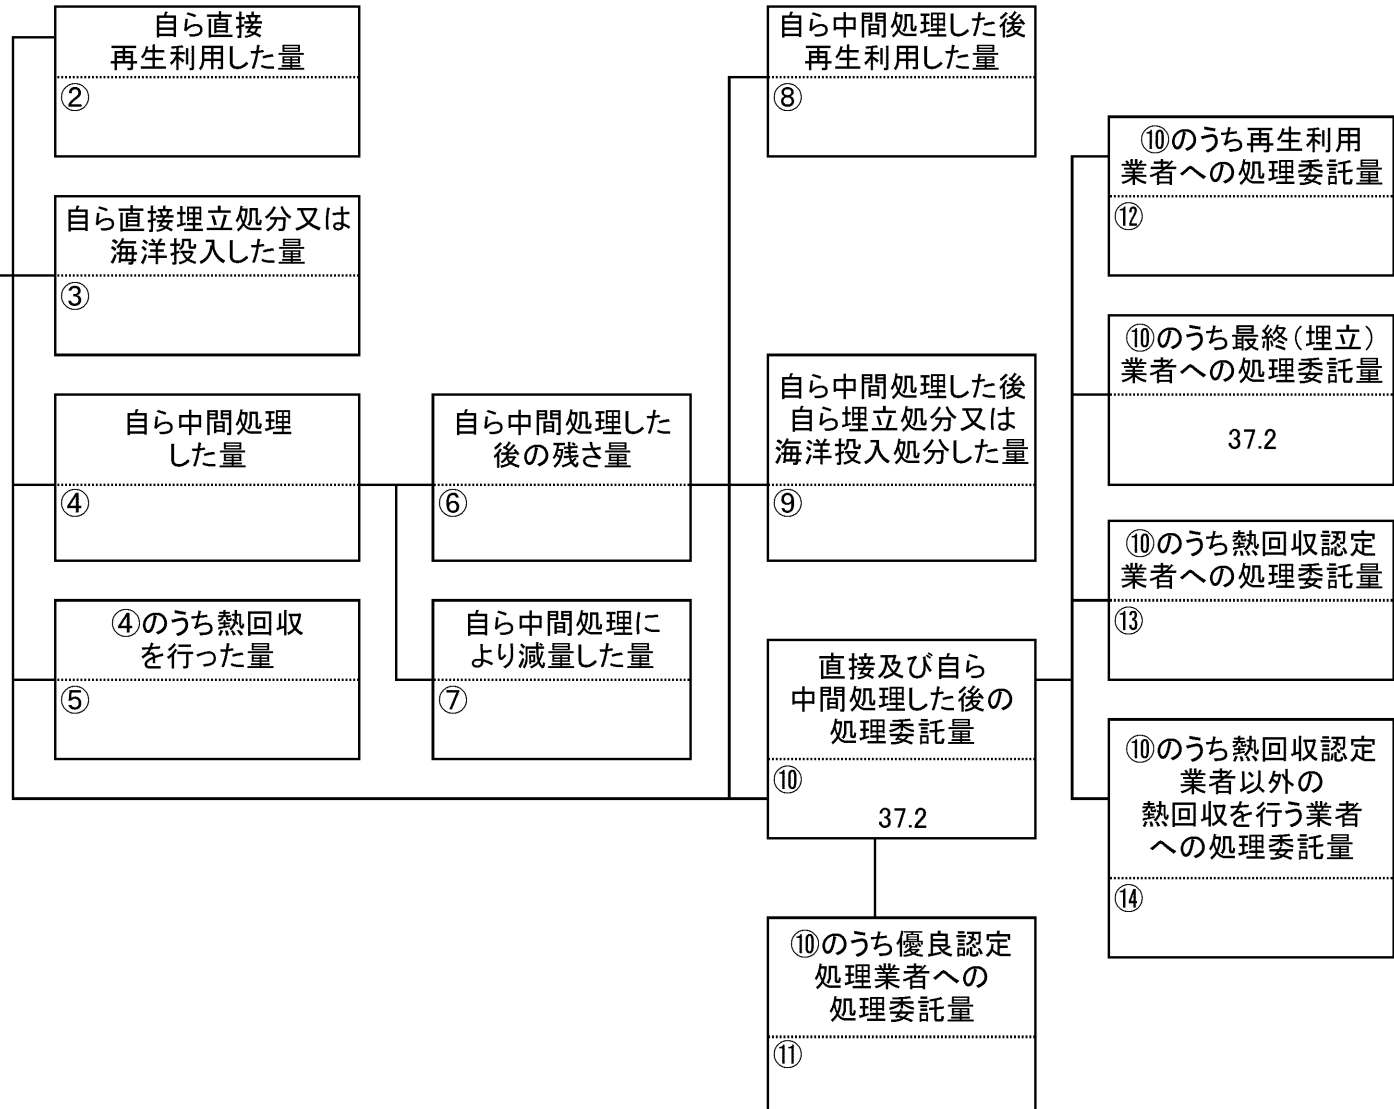 自ら直接
再生利用した量
②
自ら直接埋立処分又は
海洋投入した量
③
自ら中間処理
した量
④
④のうち熱回収
を行った量
⑤
自ら中間処理した
後の残さ量
⑥
自ら中間処理に
より減量した量
⑦
自ら中間処理した後
再生利用した量
⑧
自ら中間処理した後
自ら埋立処分又は
海洋投入処分した量
⑨
直接及び自ら
中間処理した後の
処理委託量
⑩
37.2
⑩のうち優良認定
処理業者への
処理委託量
⑪
⑩のうち再生利用
業者への処理委託量
⑫
⑩のうち最終（埋立）
業者への処理委託量
37.2
⑩のうち熱回収認定
業者への処理委託量
⑬
⑩のうち熱回収認定
業者以外の
熱回収を行う業者
への処理委託量
⑭